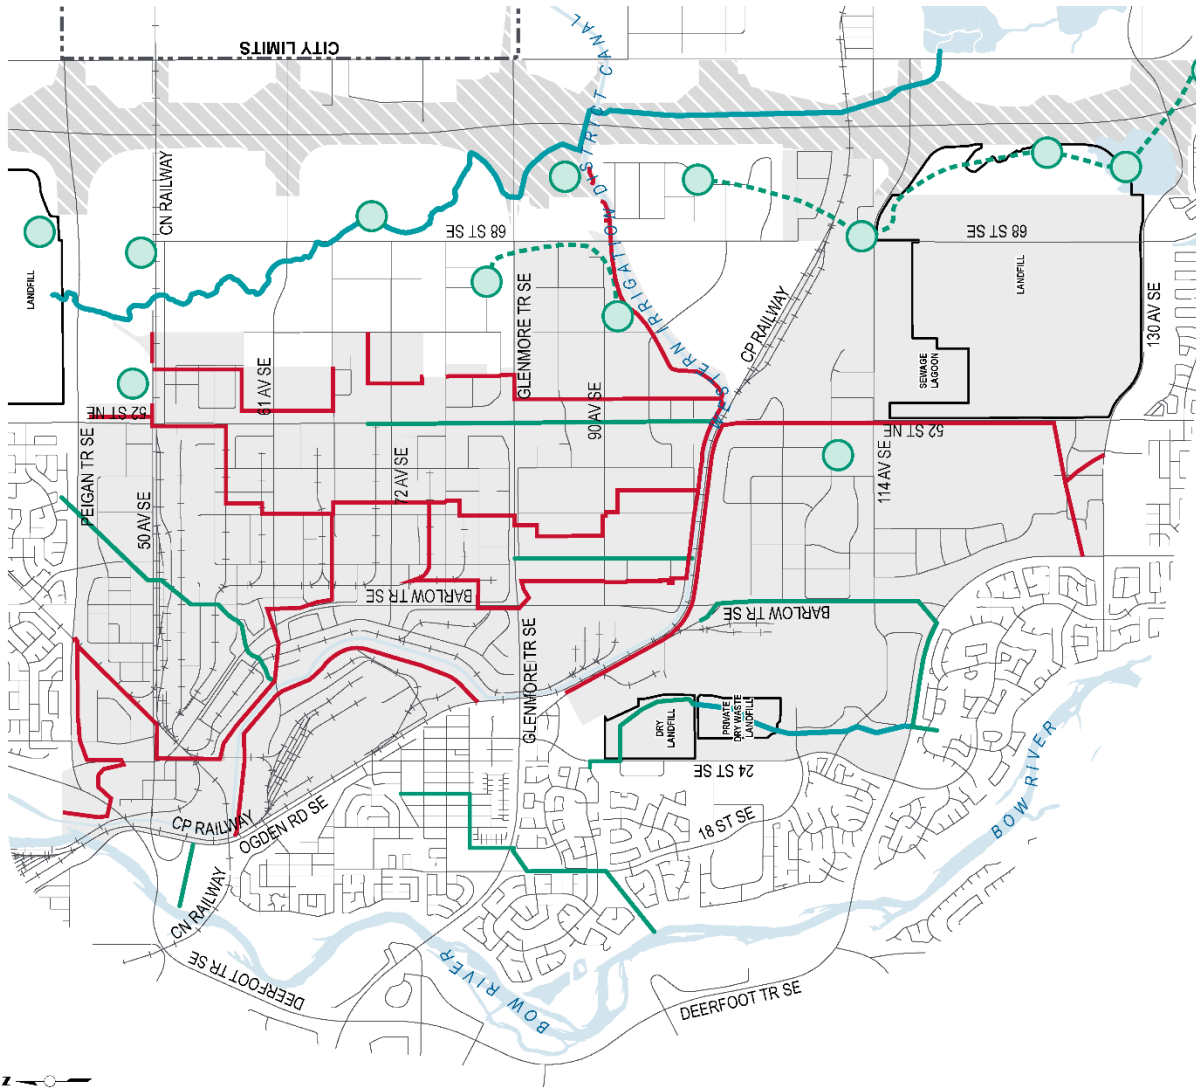 CITY LIMITS
WESTERN IRRIGATION DISTRICT CANAL
CN RAILWAY
68 ST SE
68 ST SE
LANDFILL
LANDFILL
GLENMORE TR SE
CP RAILWAY
130 AV SE
SEWAGE
LAGOON
61 AV SE
90 AV SE
52 ST NE
52 ST NE
PEIGAN TR SE
50 AV SE
72 AV SE
114 AV SE
BARLOW TR SE
BARLOW TR SE
GLENMORE TR SE
DRY
LANDFILL
PRIVATE
DRY WASTE
LANDFILL
24 ST SE
BOW RIVER
CP RAILWAY
OGDEN RD SE
18 ST SE
CN RAILWAY
DEERFOOT TR SE
BOW RIVER
DEERFOOT TR SE
N